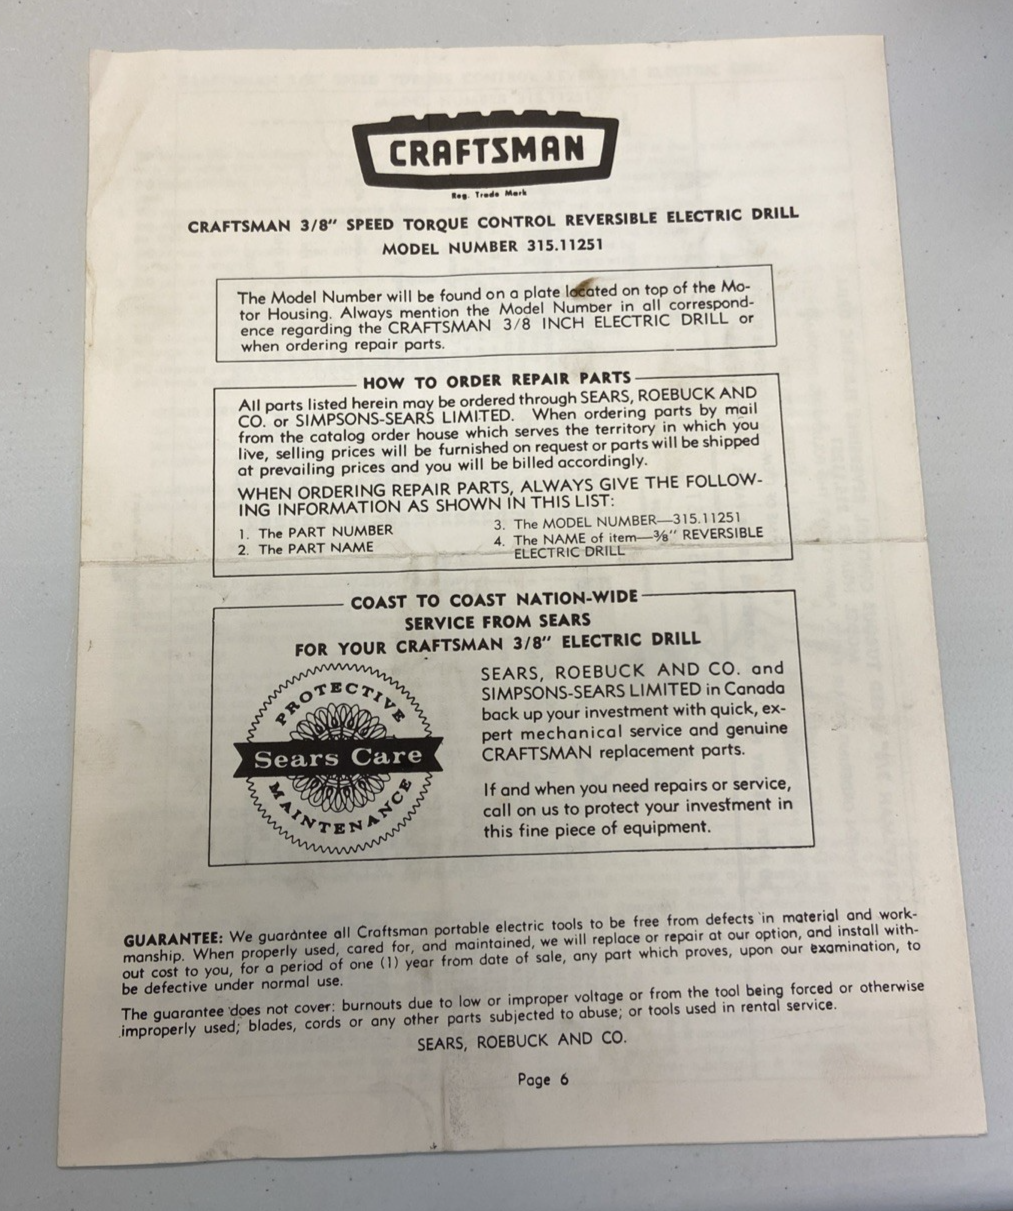 CRAFTSMAN
Reg. Trade Mark
CRAFTSMAN 3/8" SPEED TORQUE CONTROL REVERSIBLE ELECTRIC DRILL
MODEL NUMBER 315.11251
The Model Number will be found on a plate located on top of the Mo-
tor Housing. Always mention the Model Number in all correspond-
ence regarding the CRAFTSMAN 3/8 INCH ELECTRIC DRILL or
when ordering repair parts.
HOW TO ORDER REPAIR PARTS
All parts listed herein may be ordered through SEARS, ROEBUCK AND
CO. or SIMPSONS-SEARS LIMITED. When ordering parts by mail
from the catalog order house which serves the territory in which you
live, selling prices will be furnished on request or parts will be shipped
at prevailing prices and you will be billed accordingly.
WHEN ORDERING REPAIR PARTS, ALWAYS GIVE THE FOLLOW-
ING INFORMATION AS SHOWN IN THIS LIST:
1. The PART NUMBER
2. The PART NAME
3. The MODEL NUMBER—315.11251
4. The NAME of item—3/8" REVERSIBLE
ELECTRIC DRILL
COAST TO COAST NATION-WIDE
SERVICE FROM SEARS
FOR YOUR CRAFTSMAN 3/8" ELECTRIC DRILL
PROTECTIVE
Sears Care
MAINTENANCE
SEARS, ROEBUCK AND CO. and
SIMPSONS-SEARS LIMITED in Canada
back up your investment with quick, ex-
pert mechanical service and genuine
CRAFTSMAN replacement parts.
If and when you need repairs or service,
call on us to protect your investment in
this fine piece of equipment.
GUARANTEE: We guarantee all Craftsman portable electric tools to be free from defects in material and work-
manship. When properly used, cared for, and maintained, we will replace or repair at our option, and install with-
out cost to you, for a period of one (1) year from date of sale, any part which proves, upon our examination, to
be defective under normal use.
The guarantee does not cover: burnouts due to low or improper voltage or from the tool being forced or otherwise
improperly used; blades, cords or any other parts subjected to abuse; or tools used in rental service.
SEARS, ROEBUCK AND CO.
Page 6